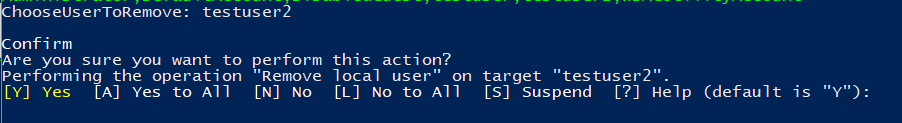 ChooseUserToRemove: testuser2
Confirm
Are you sure you want to perform this action?
Performing the operation "Remove local user" on target "testuser2".
[Y] Yes  [A] Yes to All  [N] No  [L] No to All  [S] Suspend  [?] Help (default is "Y"):